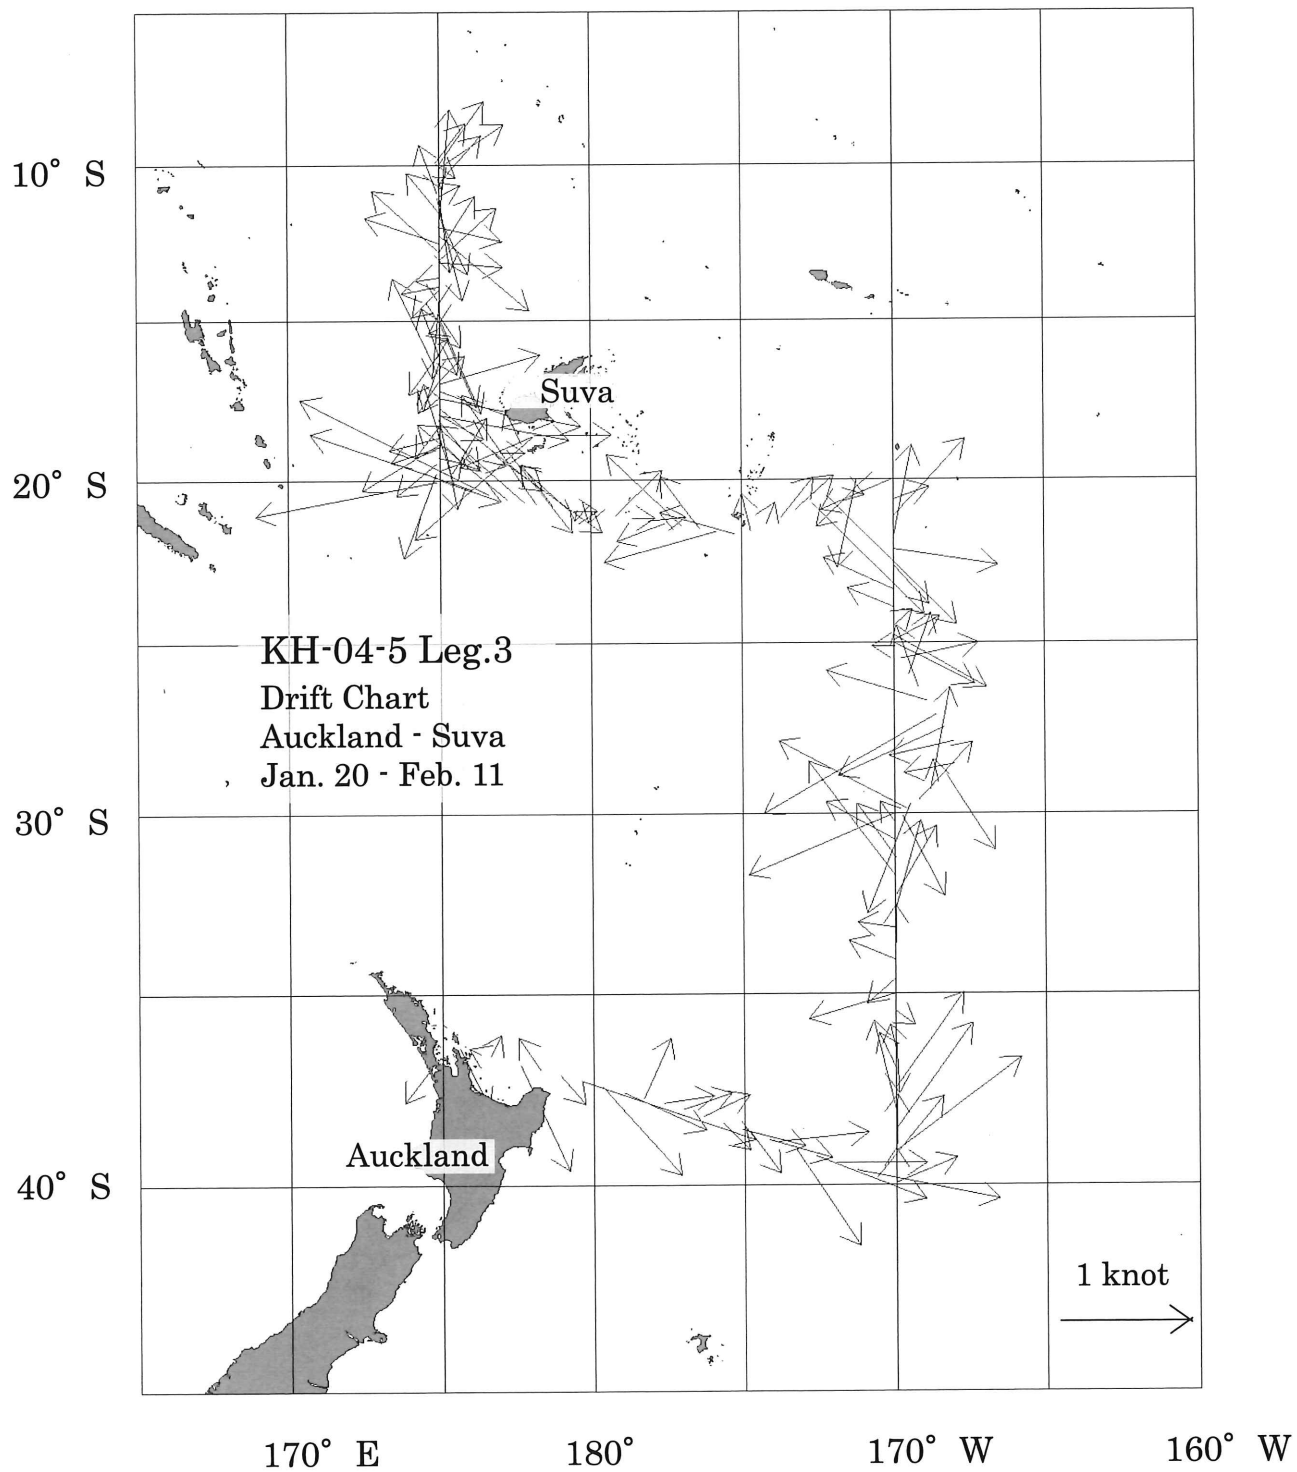 10° S
Suva
20° S
KH-04-5 Leg.3
Drift Chart
Auckland - Suva
Jan. 20 - Feb. 11
30° S
Auckland
40° S
1 knot
170° E
180°
170° W
160° W